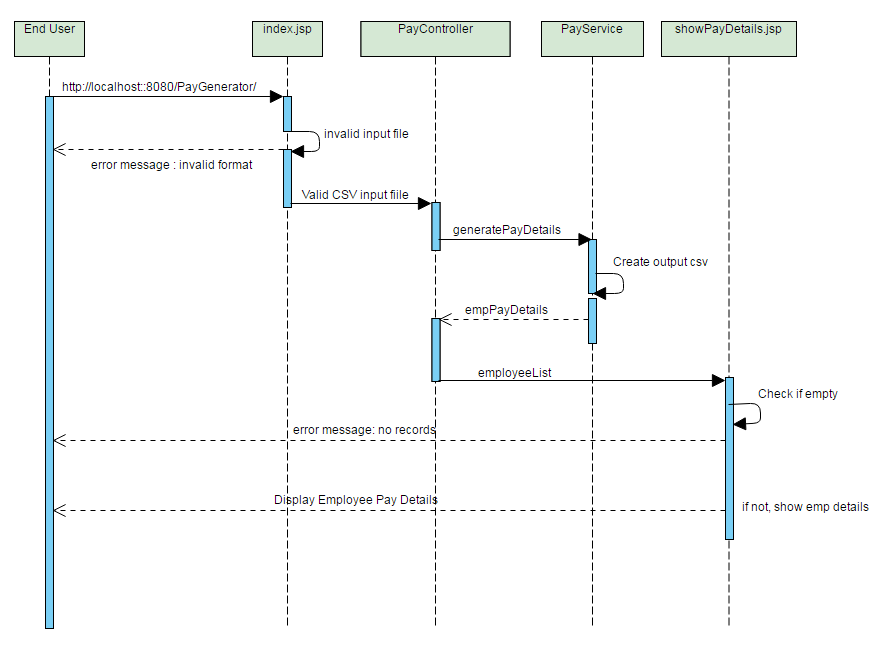 End User
index.jsp
PayController
PayService
showPayDetails.jsp
http://localhost::8080/PayGenerator/
invalid input file
error message : invalid format
Valid CSV input fiile
generatePayDetails
Create output csv
empPayDetails
employeeList
Check if empty
error message: no records
Display Employee Pay Details
if not, show emp details